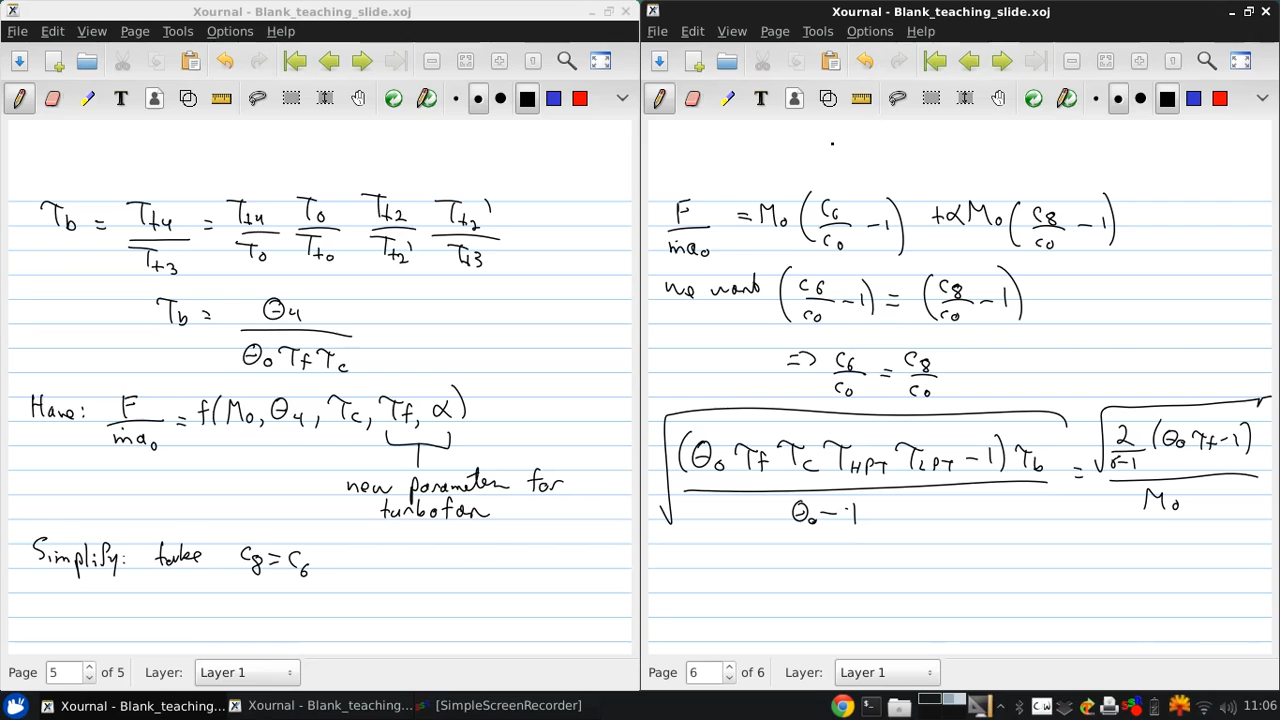 Xournal - Blank_teaching_slide.xoj
File Edit View Page Tools Options Help
τb = Tt4/Tt3 = Tt4/T0 T0/Tt0 Tt2/Tt2' Tt2'/Tt3
τb = θ4/(θ0 τf τc)
Have: F/ṁa0 = f(M0, θ4, τc, τf, α)
new parameters for
turbofan
Simplify: take c8 = c6
Page 5 of 5 Layer: Layer 1
Xournal - Blank_teaching_slide.xoj
File Edit View Page Tools Options Help
F/ṁa0 = M0 (c6/c0 - 1) + αM0 (c8/c0 - 1)
we want (c6/c0 - 1) = (c8/c0 - 1)
=> c6/c0 = c8/c0
√((θ0 τf τc τHPT τLPT - 1) τb/(θ0 - 1)) = √(2/(γ-1) (θ0 τf - 1))/M0
Page 6 of 6 Layer: Layer 1
Xournal - Blank_teaching... Xournal - Blank_teaching... [SimpleScreenRecorder] 11:06